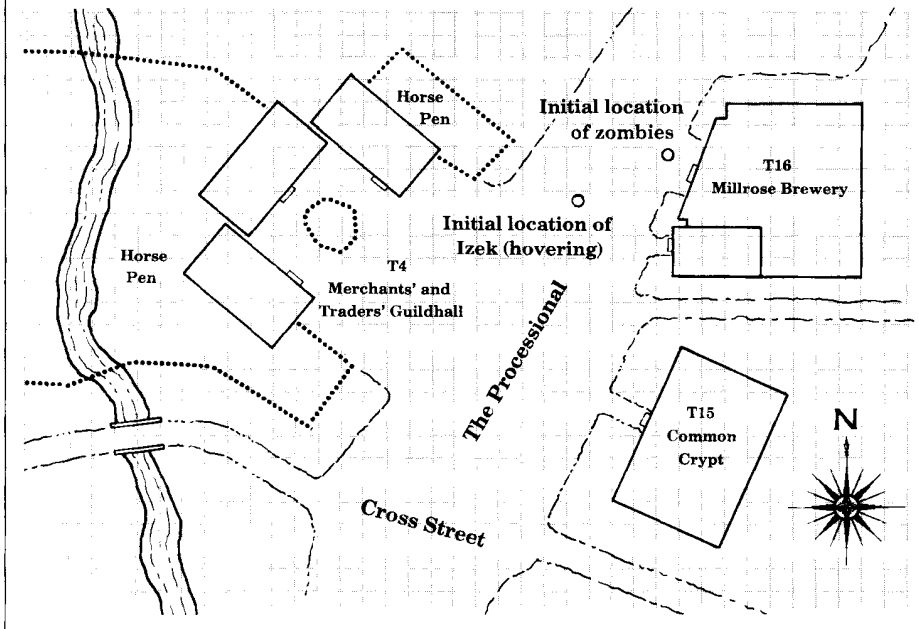 Horse
Pen
Initial location
of zombies
T16
Millrose Brewery
Initial location of
Izek (hovering)
Horse
Pen
T4
Merchants' and
Traders' Guildhall
The Processional
T15
Common
Crypt
N
Cross Street